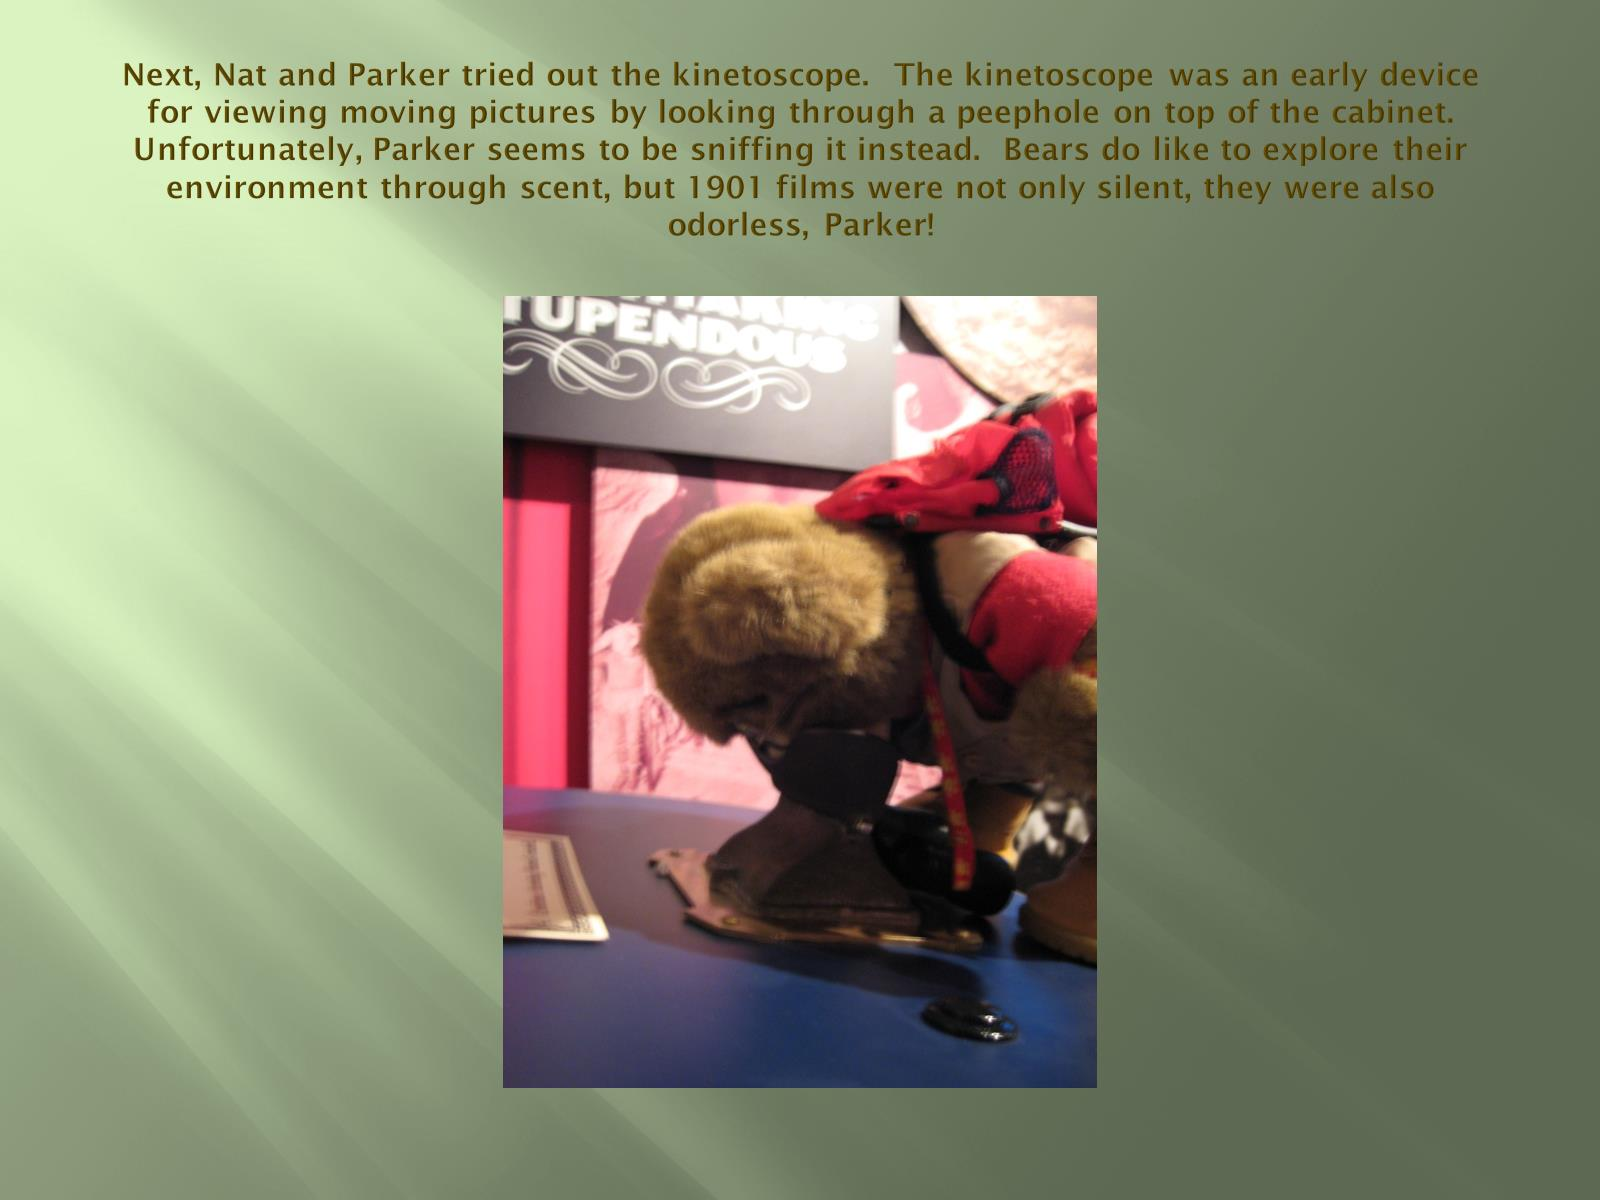 Next, Nat and Parker tried out the kinetoscope.  The kinetoscope was an early device
for viewing moving pictures by looking through a peephole on top of the cabinet.
Unfortunately, Parker seems to be sniffing it instead.  Bears do like to explore their
environment through scent, but 1901 films were not only silent, they were also
odorless, Parker!
TUPENDOUS